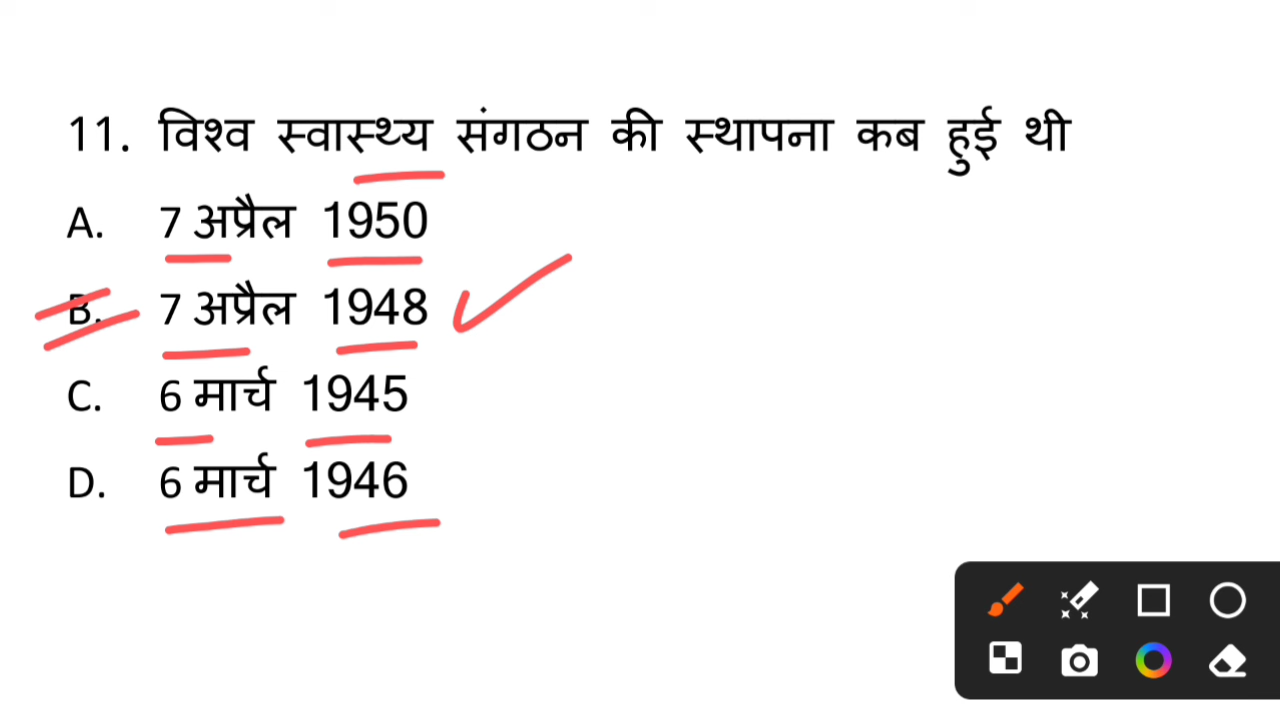 11. विश्व स्वास्थ्य संगठन की स्थापना कब हुई थी
A. 7 अप्रैल 1950
B. 7 अप्रैल 1948
C. 6 मार्च 1945
D. 6 मार्च 1946